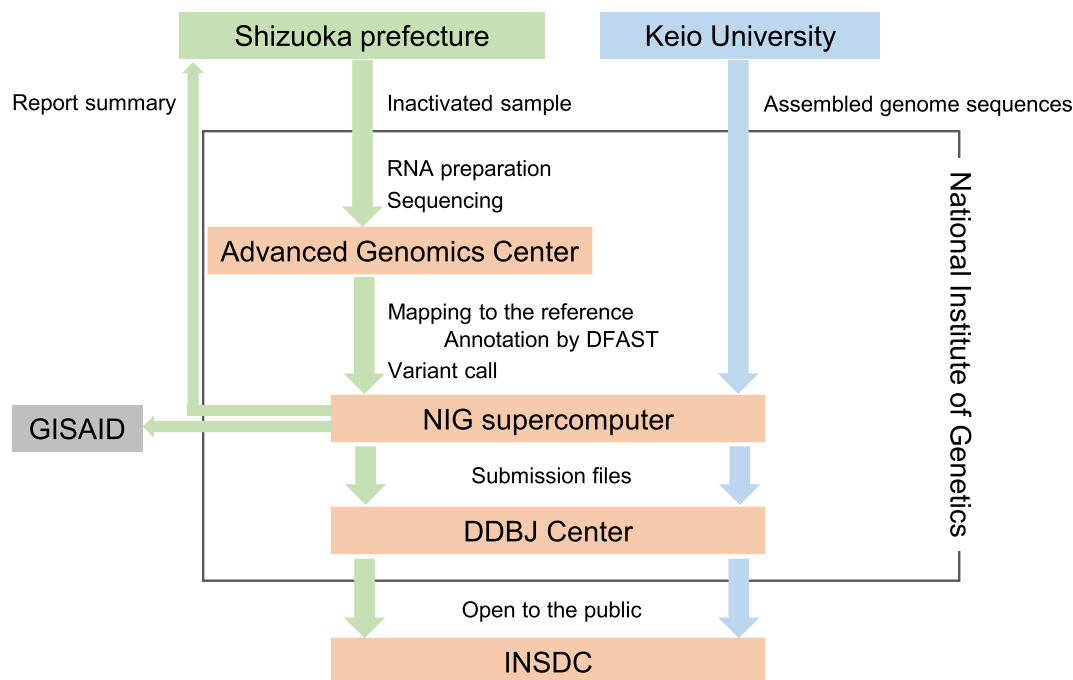 Shizuoka prefecture
Keio University
Report summary
Inactivated sample
Assembled genome sequences
RNA preparation
Sequencing
National Institute of Genetics
Advanced Genomics Center
Mapping to the reference
Annotation by DFAST
Variant call
GISAID
NIG supercomputer
Submission files
DDBJ Center
Open to the public
INSDC